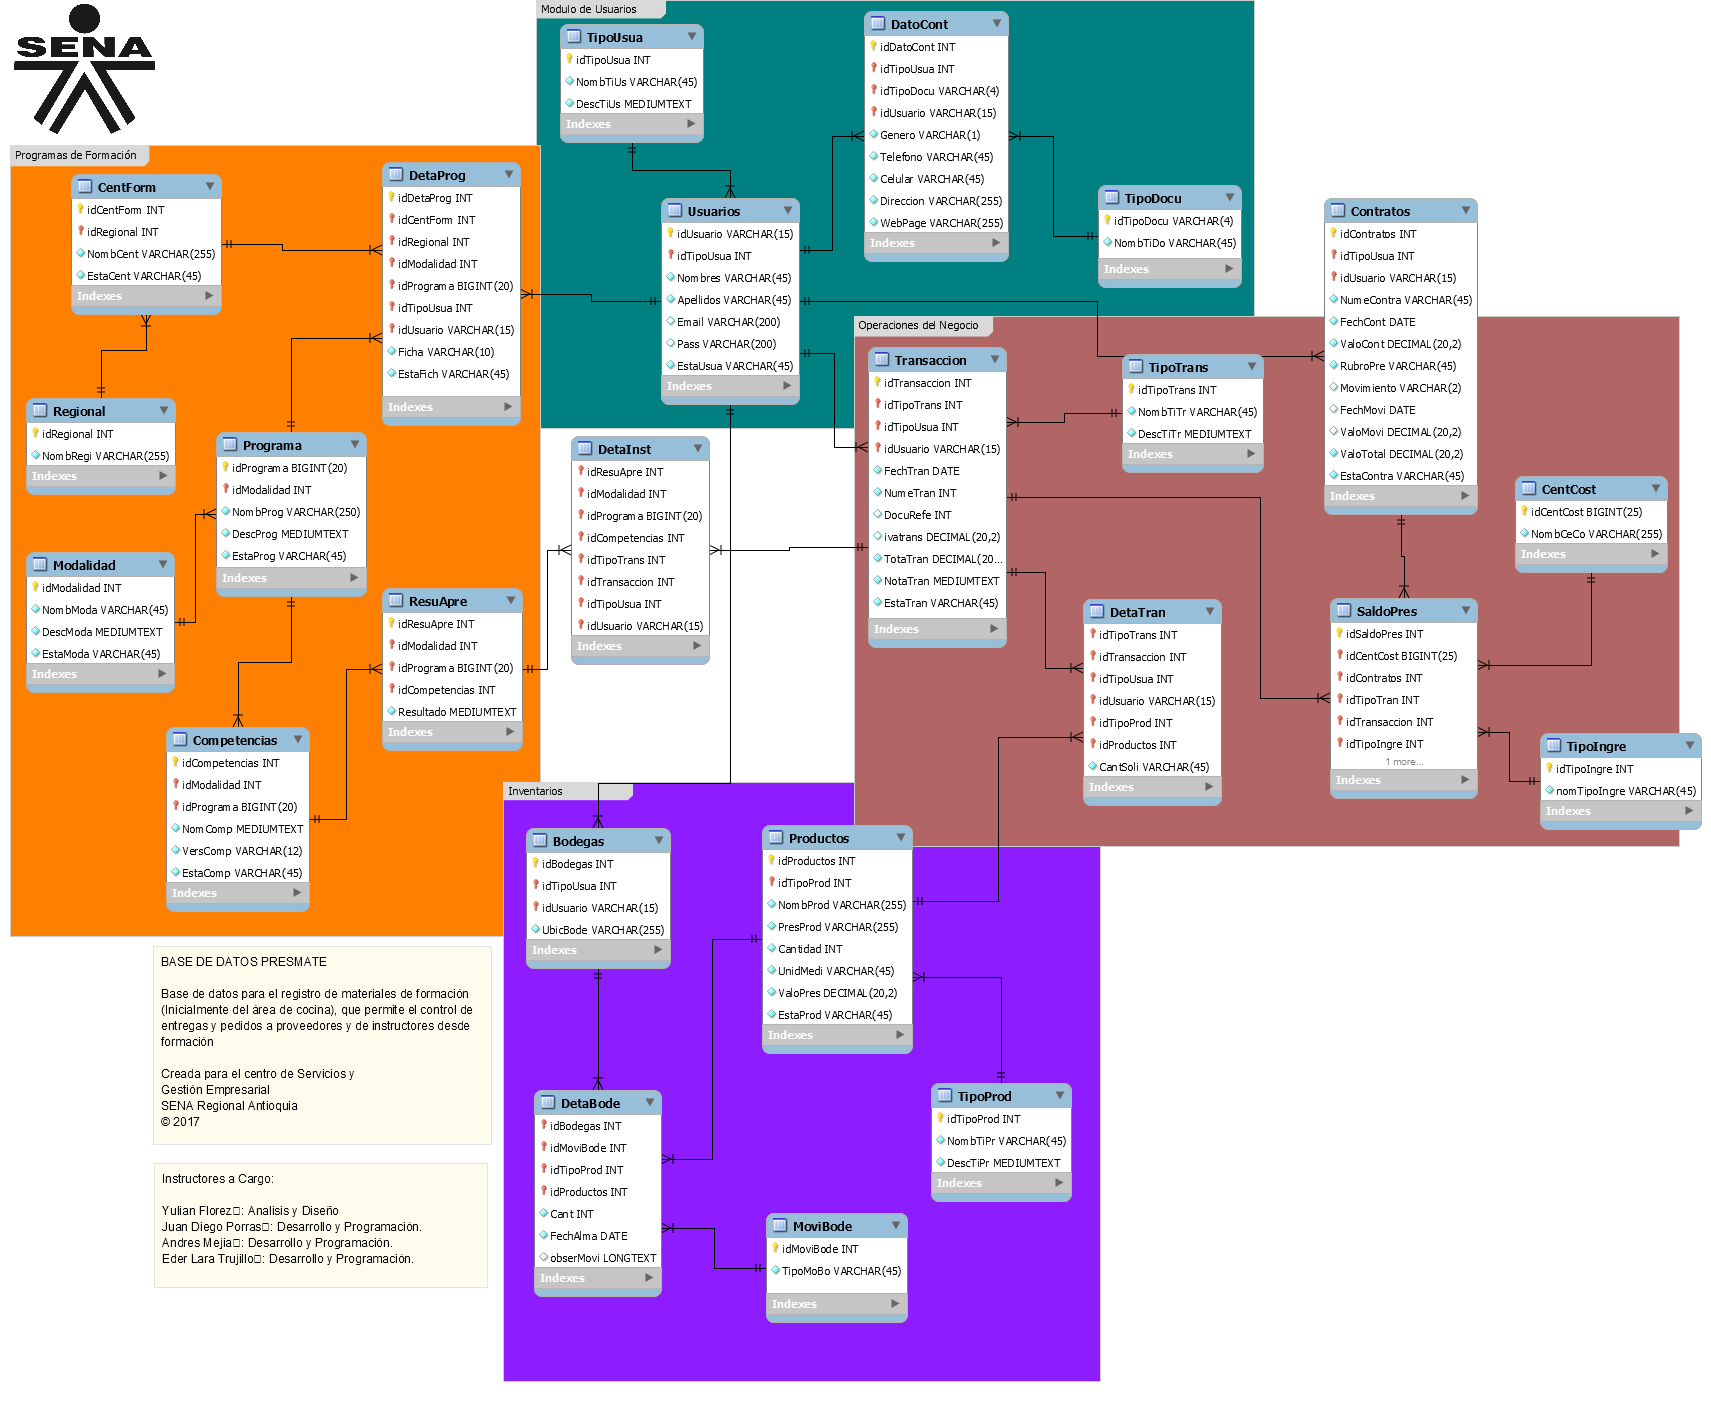 SENA
Modulo de Usuarios
TipoUsua
idTipoUsua INT
NombTiUs VARCHAR(45)
DescTiUs MEDIUMTEXT
Indexes
DatoCont
idDatoCont INT
idTipoUsua INT
idTipoDocu VARCHAR(4)
idUsuario VARCHAR(15)
Genero VARCHAR(1)
Telefono VARCHAR(45)
Celular VARCHAR(45)
Direccion VARCHAR(255)
WebPage VARCHAR(255)
Indexes
TipoDocu
idTipoDocu VARCHAR(4)
NombTiDo VARCHAR(45)
Indexes
Usuarios
idUsuario VARCHAR(15)
idTipoUsua INT
Nombres VARCHAR(45)
Apellidos VARCHAR(45)
Email VARCHAR(200)
Pass VARCHAR(200)
EstaUsua VARCHAR(45)
Indexes
Programas de Formación
CentForm
idCentForm INT
idRegional INT
NombCent VARCHAR(255)
EstaCent VARCHAR(45)
Indexes
DetaProg
idDetaProg INT
idCentForm INT
idRegional INT
idModalidad INT
idPrograma BIGINT(20)
idTipoUsua INT
idUsuario VARCHAR(15)
Ficha VARCHAR(10)
EstaFich VARCHAR(45)
Indexes
Regional
idRegional INT
NombRegi VARCHAR(255)
Indexes
Programa
idPrograma BIGINT(20)
idModalidad INT
NombProg VARCHAR(250)
DescProg MEDIUMTEXT
EstaProg VARCHAR(45)
Indexes
Modalidad
idModalidad INT
NombModa VARCHAR(45)
DescModa MEDIUMTEXT
EstaModa VARCHAR(45)
Indexes
ResuApre
idResuApre INT
idModalidad INT
idPrograma BIGINT(20)
idCompetencias INT
Resultado MEDIUMTEXT
Indexes
Competencias
idCompetencias INT
idModalidad INT
idPrograma BIGINT(20)
NomComp MEDIUMTEXT
VersComp VARCHAR(12)
EstaComp VARCHAR(45)
Indexes
DetaInst
idResuApre INT
idModalidad INT
idPrograma BIGINT(20)
idCompetencias INT
idTipoTrans INT
idTransaccion INT
idTipoUsua INT
idUsuario VARCHAR(15)
Indexes
Operaciones del Negocio
Transaccion
idTransaccion INT
idTipoTrans INT
idTipoUsua INT
idUsuario VARCHAR(15)
FechTran DATE
NumeTran INT
DocuRefe INT
ivatrans DECIMAL(20,2)
TotaTran DECIMAL(20...
NotaTran MEDIUMTEXT
EstaTran VARCHAR(45)
Indexes
TipoTrans
idTipoTrans INT
NombTiTr VARCHAR(45)
DescTiTr MEDIUMTEXT
Indexes
Contratos
idContratos INT
idTipoUsua INT
idUsuario VARCHAR(15)
NumeContra VARCHAR(45)
FechCont DATE
ValoCont DECIMAL(20,2)
RubroPre VARCHAR(45)
Movimiento VARCHAR(2)
FechMovi DATE
ValoMovi DECIMAL(20,2)
ValoTotal DECIMAL(20,2)
EstaContra VARCHAR(45)
Indexes
CentCost
idCentCost BIGINT(25)
NombCeCo VARCHAR(255)
Indexes
DetaTran
idTipoTrans INT
idTransaccion INT
idTipoUsua INT
idUsuario VARCHAR(15)
idTipoProd INT
idProductos INT
CantSoli VARCHAR(45)
Indexes
SaldoPres
idSaldoPres INT
idCentCost BIGINT(25)
idContratos INT
idTipoTran INT
idTransaccion INT
idTipoIngre INT
1 more...
Indexes
TipoIngre
idTipoIngre INT
nomTipoIngre VARCHAR(45)
Indexes
Inventarios
Bodegas
idBodegas INT
idTipoUsua INT
idUsuario VARCHAR(15)
UbicBode VARCHAR(255)
Indexes
Productos
idProductos INT
idTipoProd INT
NombProd VARCHAR(255)
PresProd VARCHAR(255)
Cantidad INT
UnidMedi VARCHAR(45)
ValoPres DECIMAL(20,2)
EstaProd VARCHAR(45)
Indexes
DetaBode
idBodegas INT
idMoviBode INT
idTipoProd INT
idProductos INT
Cant INT
FechAlma DATE
obserMovi LONGTEXT
Indexes
TipoProd
idTipoProd INT
NombTiPr VARCHAR(45)
DescTiPr MEDIUMTEXT
Indexes
MoviBode
idMoviBode INT
TipoMoBo VARCHAR(45)
Indexes
BASE DE DATOS PRESMATE
Base de datos para el registro de materiales de formación
(Inicialmente del área de cocina), que permite el control de
entregas y pedidos a proveedores y de instructores desde
formación
Creada para el centro de Servicios y
Gestión Empresarial
SENA Regional Antioquia
© 2017
Instructores a Cargo:
Yulian Florez□: Analisis y Diseño
Juan Diego Porras□: Desarrollo y Programación.
Andres Mejia□: Desarrollo y Programación.
Eder Lara Trujillo□: Desarrollo y Programación.